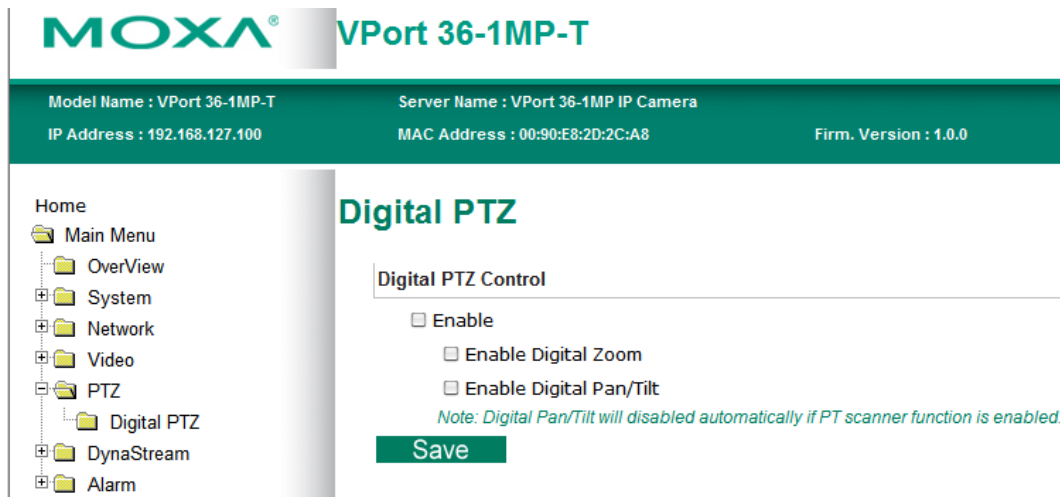 MOXA® VPort 36-1MP-T
Model Name : VPort 36-1MP-T Server Name : VPort 36-1MP IP Camera
IP Address : 192.168.127.100 MAC Address : 00:90:E8:2D:2C:A8 Firm. Version : 1.0.0
Home
Main Menu
OverView
System
Network
Video
PTZ
Digital PTZ
DynaStream
Alarm
Digital PTZ
Digital PTZ Control
Enable
Enable Digital Zoom
Enable Digital Pan/Tilt
Note: Digital Pan/Tilt will disabled automatically if PT scanner function is enabled.
Save